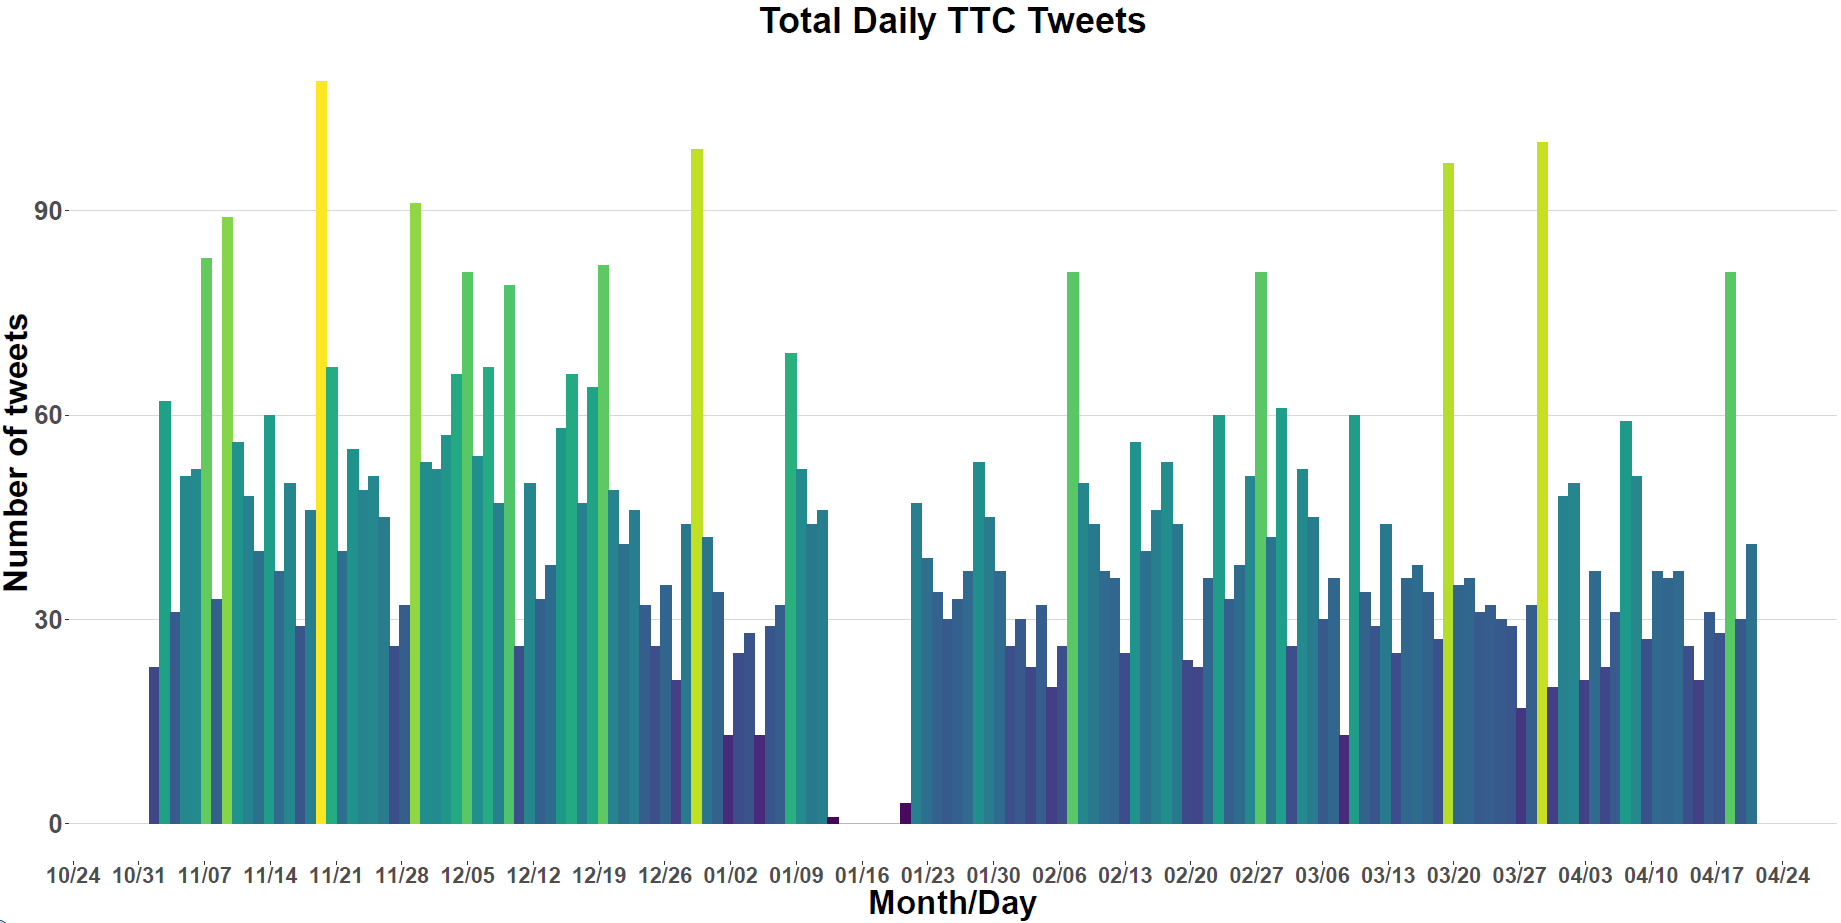 Total Daily TTC Tweets
Number of tweets
90
60
30
0
10/24 10/31 11/07 11/14 11/21 11/28 12/05 12/12 12/19 12/26 01/02 01/09 01/16 01/23 01/30 02/06 02/13 02/20 02/27 03/06 03/13 03/20 03/27 04/03 04/10 04/17 04/24
Month/Day